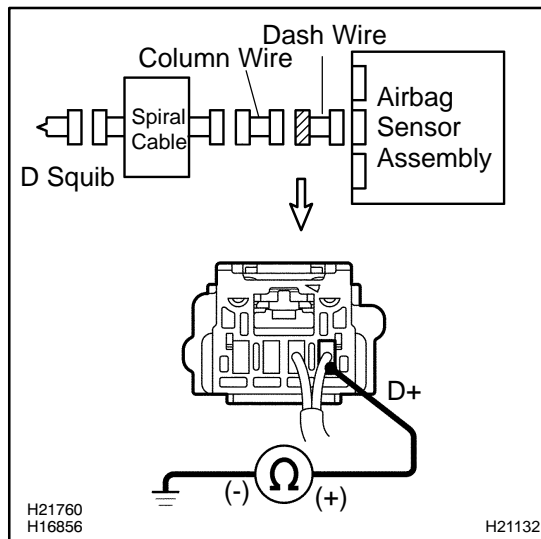 Dash Wire
Column Wire
Spiral
Cable
Airbag
Sensor
Assembly
D Squib
D+
(-)
Ω
(+)
H21760
H16856
H21132